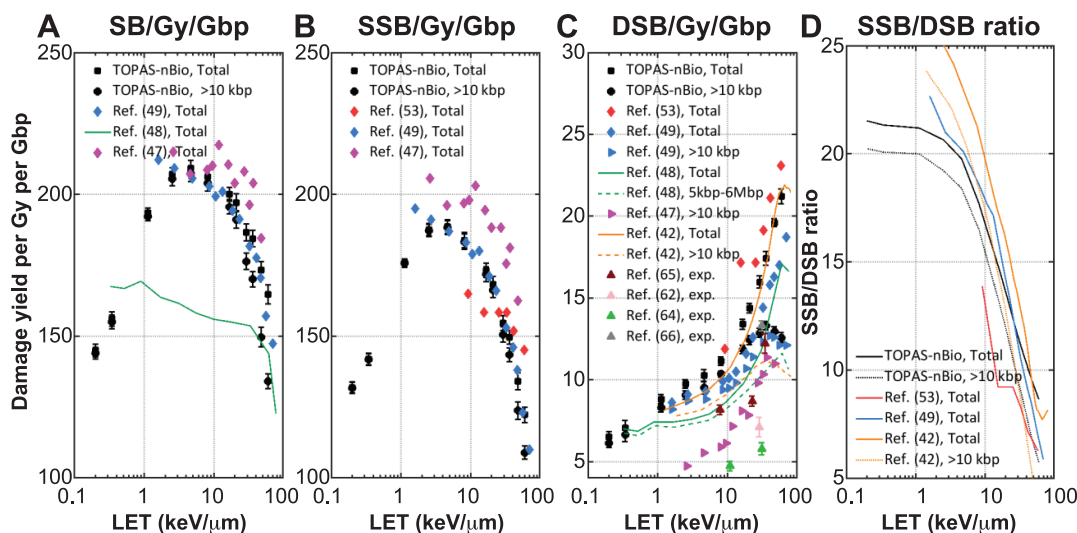 A SB/Gy/Gbp
Damage yield per Gy per Gbp
250
200
150
100
TOPAS-nBio, Total
TOPAS-nBio, >10 kbp
Ref. (49), Total
Ref. (48), Total
Ref. (47), Total
0.1 1 10 100
LET (keV/μm)
B SSB/Gy/Gbp
TOPAS-nBio, Total
TOPAS-nBio, >10 kbp
Ref. (53), Total
Ref. (49), Total
Ref. (47), Total
0.1 1 10 100
LET (keV/μm)
C DSB/Gy/Gbp
30
25
20
15
10
5
TOPAS-nBio, Total
TOPAS-nBio, >10 kbp
Ref. (53), Total
Ref. (49), Total
Ref. (49), >10 kbp
Ref. (48), Total
Ref. (48), 5kbp-6Mbp
Ref. (47), >10 kbp
Ref. (42), Total
Ref. (42), >10 kbp
Ref. (65), exp.
Ref. (62), exp.
Ref. (64), exp.
Ref. (66), exp.
0.1 1 10 100
LET (keV/μm)
D SSB/DSB ratio
SSB/DSB ratio
25
20
15
10
5
TOPAS-nBio, Total
TOPAS-nBio, >10 kbp
Ref. (53), Total
Ref. (49), Total
Ref. (42), Total
Ref. (42), >10 kbp
0.1 1 10 100
LET (keV/μm)